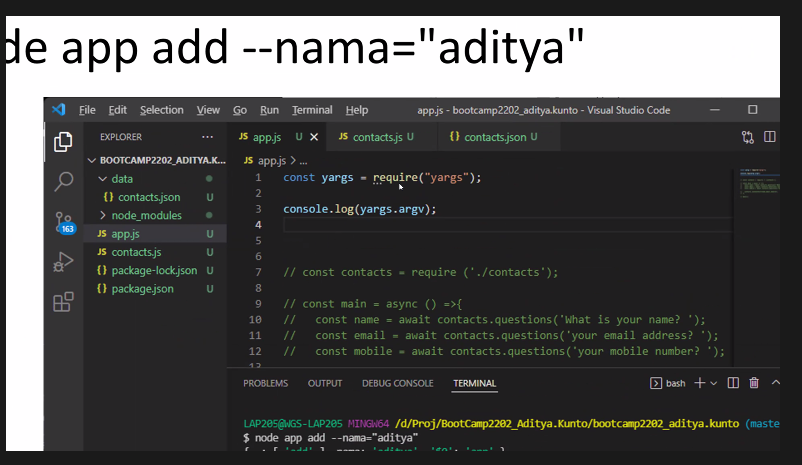 de app add --nama="aditya"
File Edit Selection View Go Run Terminal Help app.js - bootcamp2202_aditya.kunto - Visual Studio Code
EXPLORER ···
JS app.js U JS contacts.js U {} contacts.json U
BOOTCAMP2202_ADITYA.K...
JS app.js > ...
data
{} contacts.json U
node_modules
JS app.js U
JS contacts.js U
{} package-lock.json U
{} package.json U
163
1 const yargs = require("yargs");
2
3 console.log(yargs.argv);
4
5
6
7 // const contacts = require ('./contacts');
8
9 // const main = async () =>{
10 // const name = await contacts.questions('What is your name? ');
11 // const email = await contacts.questions('your email address? ');
12 // const mobile = await contacts.questions('your mobile number? ');
13
PROBLEMS OUTPUT DEBUG CONSOLE TERMINAL bash
LAP205@WGS-LAP205 MINGW64 /d/Proj/BootCamp2202_Aditya.Kunto/bootcamp2202_aditya.kunto (maste
$ node app add --nama="aditya"